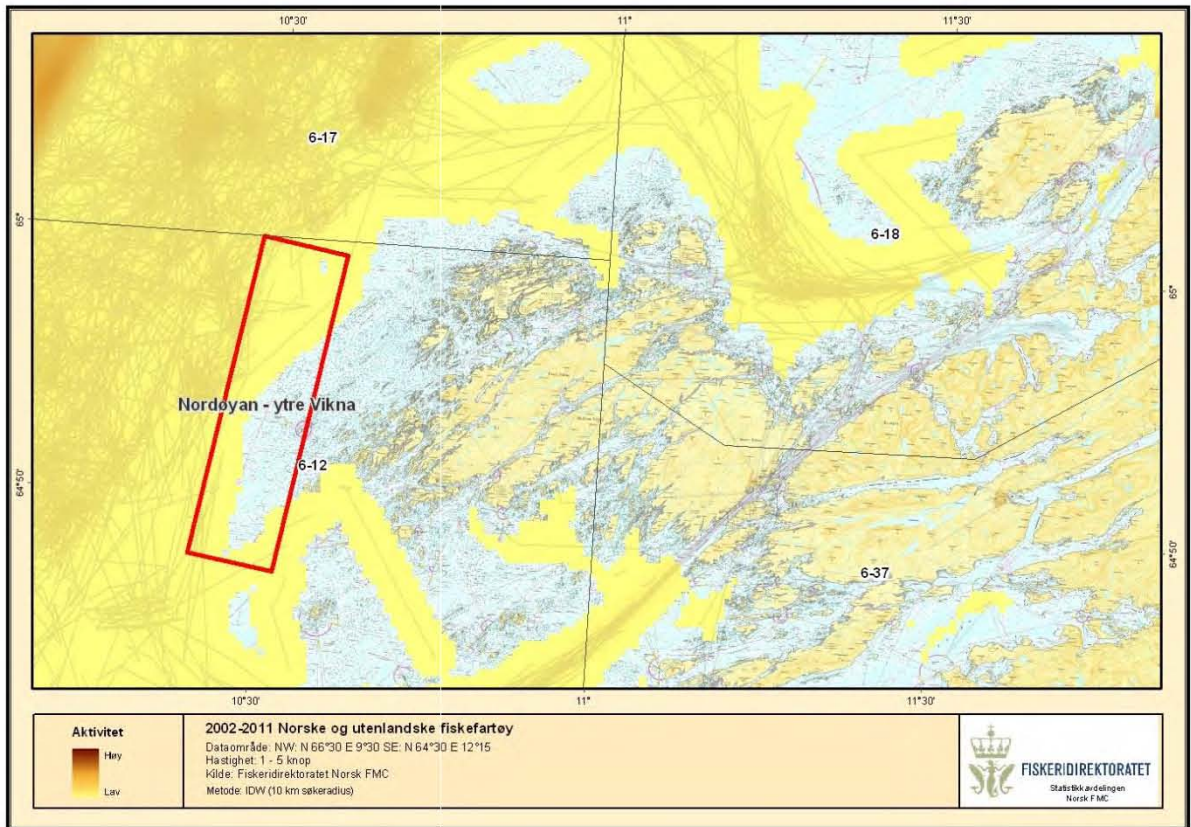 10°30'
11°
11°30'
6-17
65°
6-18
65°
Nordøyan - ytre Vikna
6-12
64°50'
64°50'
6-37
10°30'
11°
11°30'
Aktivitet
Høy
Lav
2002-2011 Norske og utenlandske fiskefartøy
Dataområde: NW: N 66°30 E 9°30 SE: N 64°30 E 12°15
Hastighet: 1 - 5 knop
Kilde: Fiskeridirektoratet Norsk FMC
Metode: IDW (10 km søkeradius)
FISKERIDIREKTORATET
Statistikkavdelingen
Norsk FMC